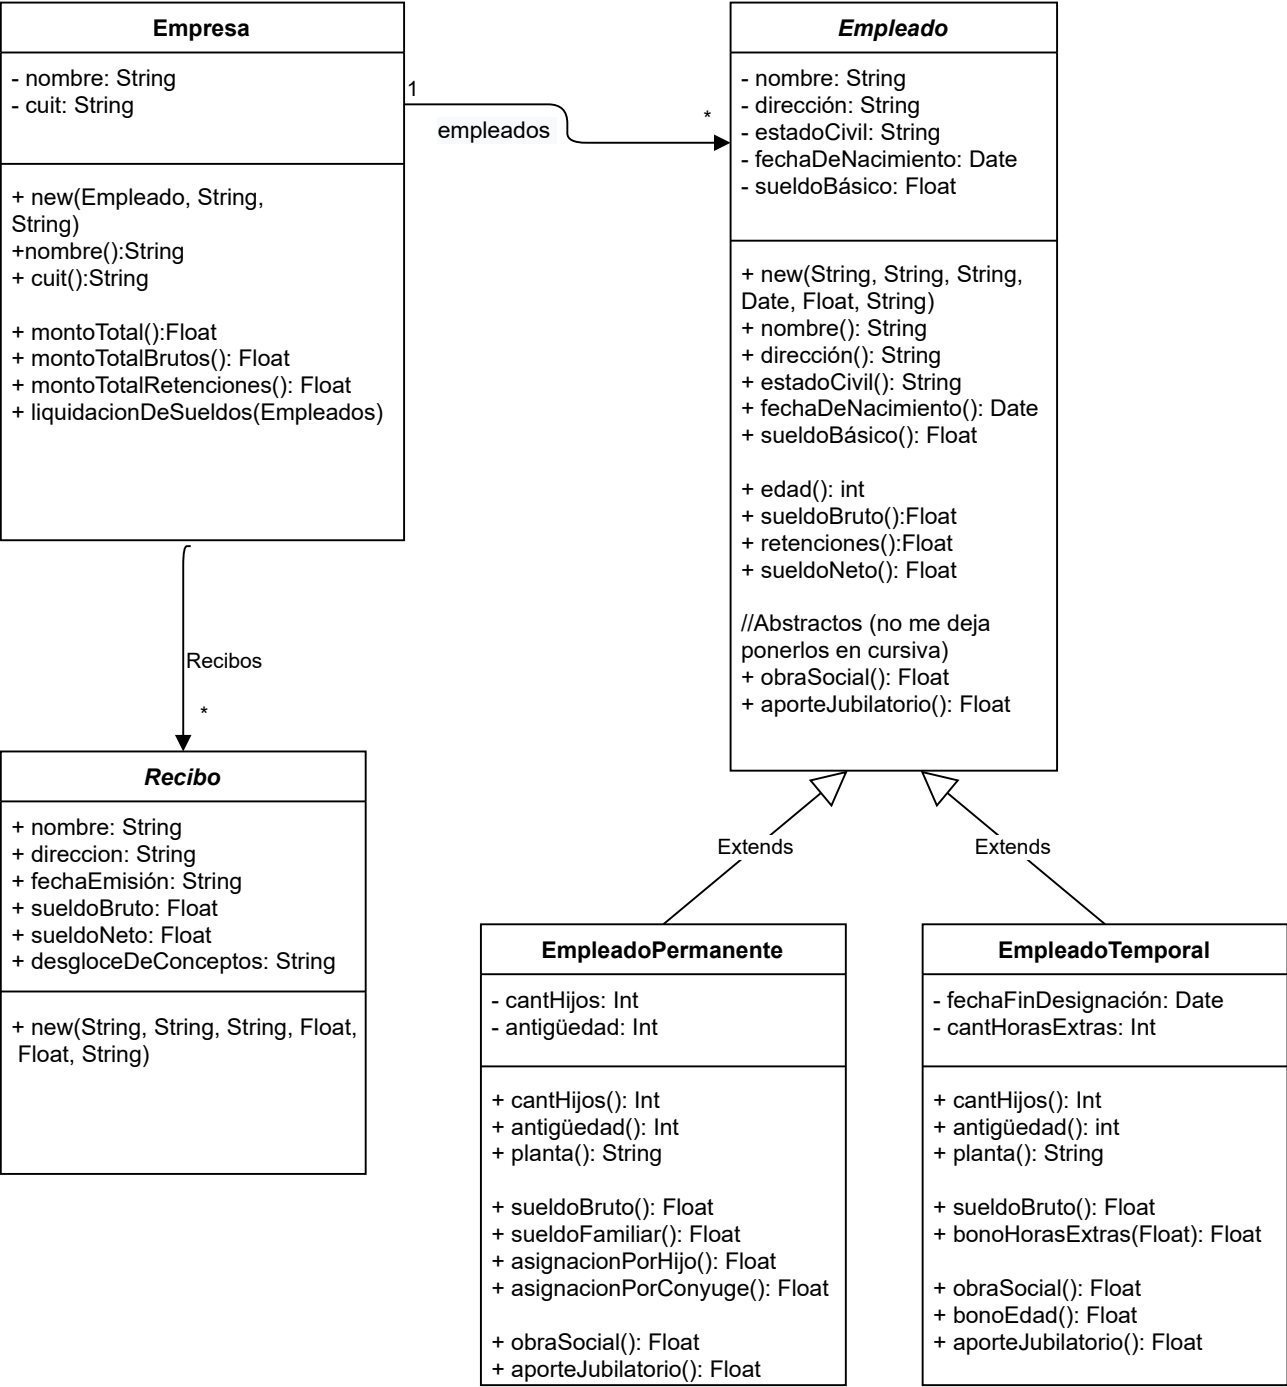 Empresa
- nombre: String
- cuit: String
+ new(Empleado, String,
String)
+nombre():String
+ cuit():String
+ montoTotal():Float
+ montoTotalBrutos(): Float
+ montoTotalRetenciones(): Float
+ liquidacionDeSueldos(Empleados)
1
empleados
*
Empleado
- nombre: String
- dirección: String
- estadoCivil: String
- fechaDeNacimiento: Date
- sueldoBásico: Float
+ new(String, String, String,
Date, Float, String)
+ nombre(): String
+ dirección(): String
+ estadoCivil(): String
+ fechaDeNacimiento(): Date
+ sueldoBásico(): Float
+ edad(): int
+ sueldoBruto():Float
+ retenciones():Float
+ sueldoNeto(): Float
//Abstractos (no me deja
ponerlos en cursiva)
+ obraSocial(): Float
+ aporteJubilatorio(): Float
Recibos
*
Recibo
+ nombre: String
+ direccion: String
+ fechaEmisión: String
+ sueldoBruto: Float
+ sueldoNeto: Float
+ desgloceDeConceptos: String
+ new(String, String, String, Float,
Float, String)
Extends
Extends
EmpleadoPermanente
- cantHijos: Int
- antigüedad: Int
+ cantHijos(): Int
+ antigüedad(): Int
+ planta(): String
+ sueldoBruto(): Float
+ sueldoFamiliar(): Float
+ asignacionPorHijo(): Float
+ asignacionPorConyuge(): Float
+ obraSocial(): Float
+ aporteJubilatorio(): Float
EmpleadoTemporal
- fechaFinDesignación: Date
- cantHorasExtras: Int
+ cantHijos(): Int
+ antigüedad(): int
+ planta(): String
+ sueldoBruto(): Float
+ bonoHorasExtras(Float): Float
+ obraSocial(): Float
+ bonoEdad(): Float
+ aporteJubilatorio(): Float